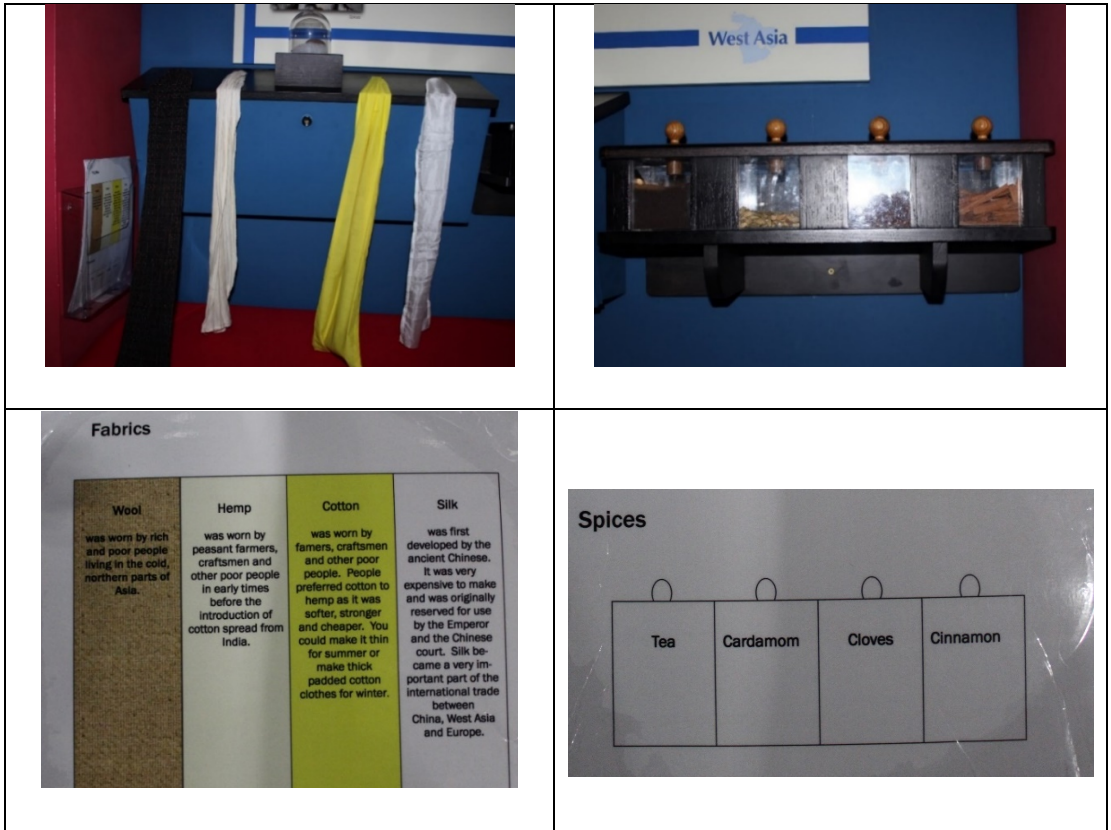 West Asia
Fabrics
Wool
was worn by rich
and poor people
living in the cold,
northern parts of
Asia.
Hemp
was worn by
peasant farmers,
craftsmen and
other poor people
in early times
before the
introduction of
cotton spread from
India.
Cotton
was worn by
famers, craftsmen
and other poor
people. People
preferred cotton to
hemp as it was
softer, stronger
and cheaper. You
could make it thin
for summer or
make thick
padded cotton
clothes for winter.
Silk
was first
developed by the
ancient Chinese.
It was very
expensive to make
and was originally
reserved for use
by the Emperor
and the Chinese
court. Silk be-
came a very im-
portant part of the
international trade
between
China, West Asia
and Europe.
Spices
Tea
Cardamom
Cloves
Cinnamon